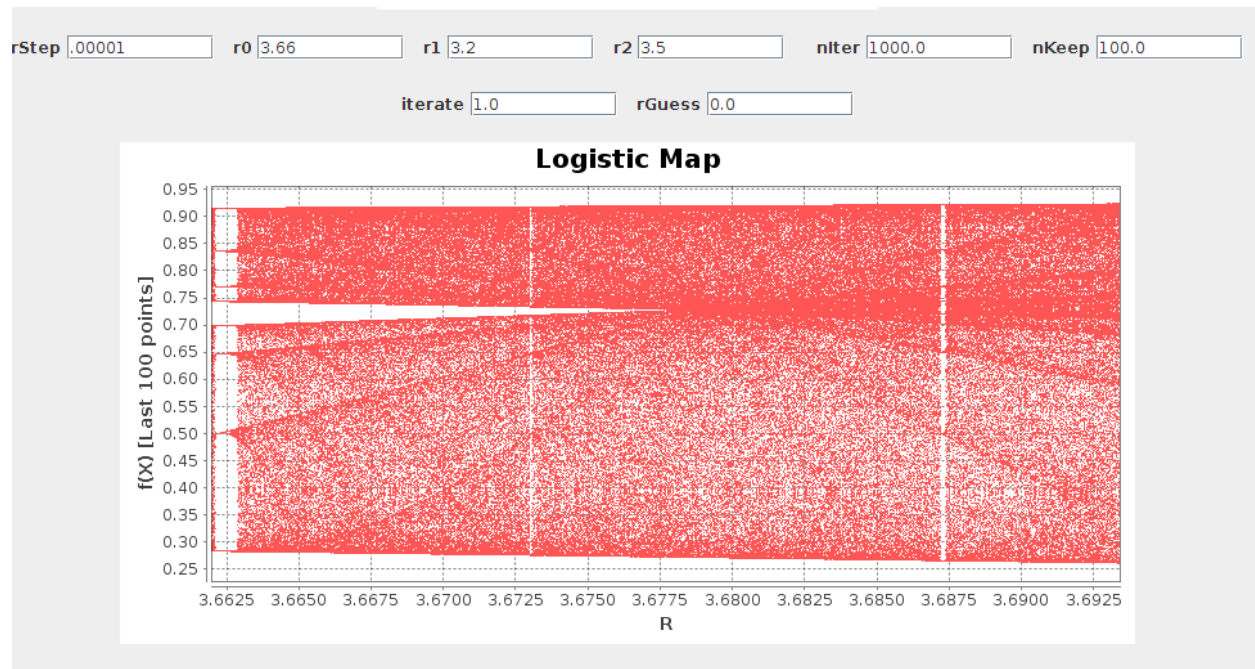 rStep .00001 r0 3.66 r1 3.2 r2 3.5 nIter 1000.0 nKeep 100.0
iterate 1.0 rGuess 0.0
Logistic Map
f(X) [Last 100 points]
0.95
0.90
0.85
0.80
0.75
0.70
0.65
0.60
0.55
0.50
0.45
0.40
0.35
0.30
0.25
3.6625 3.6650 3.6675 3.6700 3.6725 3.6750 3.6775 3.6800 3.6825 3.6850 3.6875 3.6900 3.6925
R